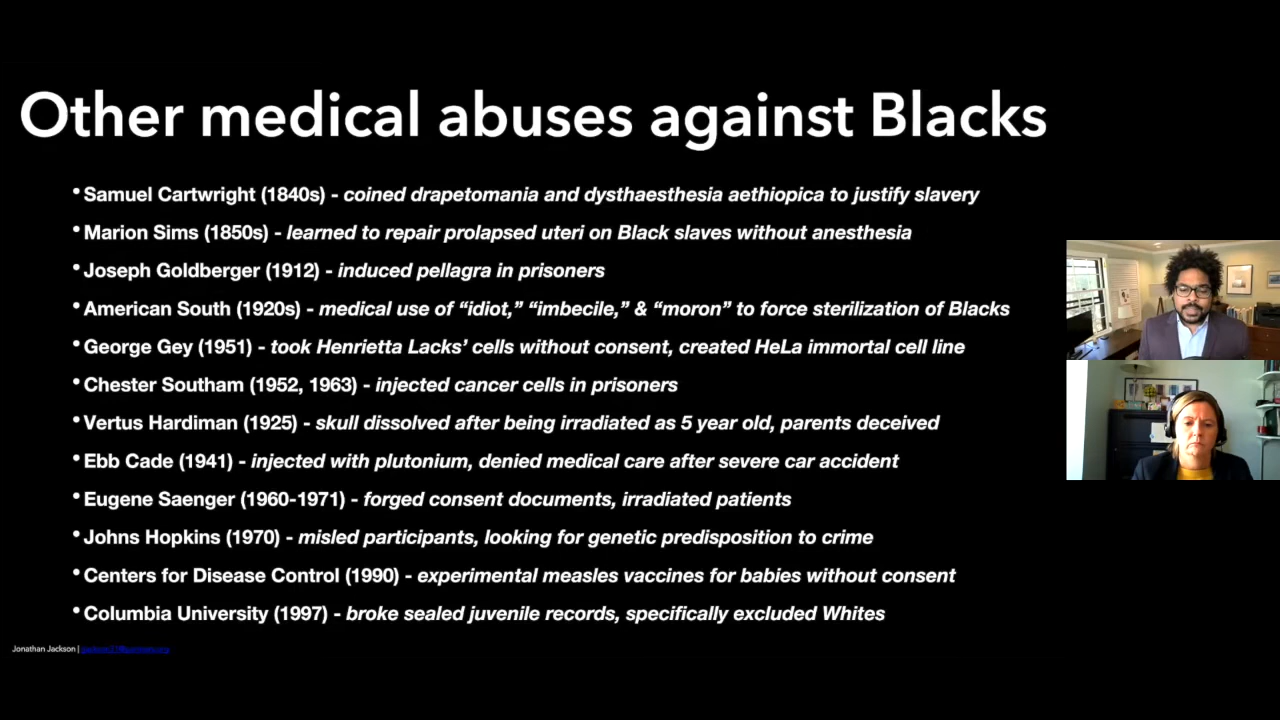 Other medical abuses against Blacks
• Samuel Cartwright (1840s) - coined drapetomania and dysthaesthesia aethiopica to justify slavery
• Marion Sims (1850s) - learned to repair prolapsed uteri on Black slaves without anesthesia
• Joseph Goldberger (1912) - induced pellagra in prisoners
• American South (1920s) - medical use of “idiot,” “imbecile,” & “moron” to force sterilization of Blacks
• George Gey (1951) - took Henrietta Lacks’ cells without consent, created HeLa immortal cell line
• Chester Southam (1952, 1963) - injected cancer cells in prisoners
• Vertus Hardiman (1925) - skull dissolved after being irradiated as 5 year old, parents deceived
• Ebb Cade (1941) - injected with plutonium, denied medical care after severe car accident
• Eugene Saenger (1960-1971) - forged consent documents, irradiated patients
• Johns Hopkins (1970) - misled participants, looking for genetic predisposition to crime
• Centers for Disease Control (1990) - experimental measles vaccines for babies without consent
• Columbia University (1997) - broke sealed juvenile records, specifically excluded Whites
Jonathan Jackson |